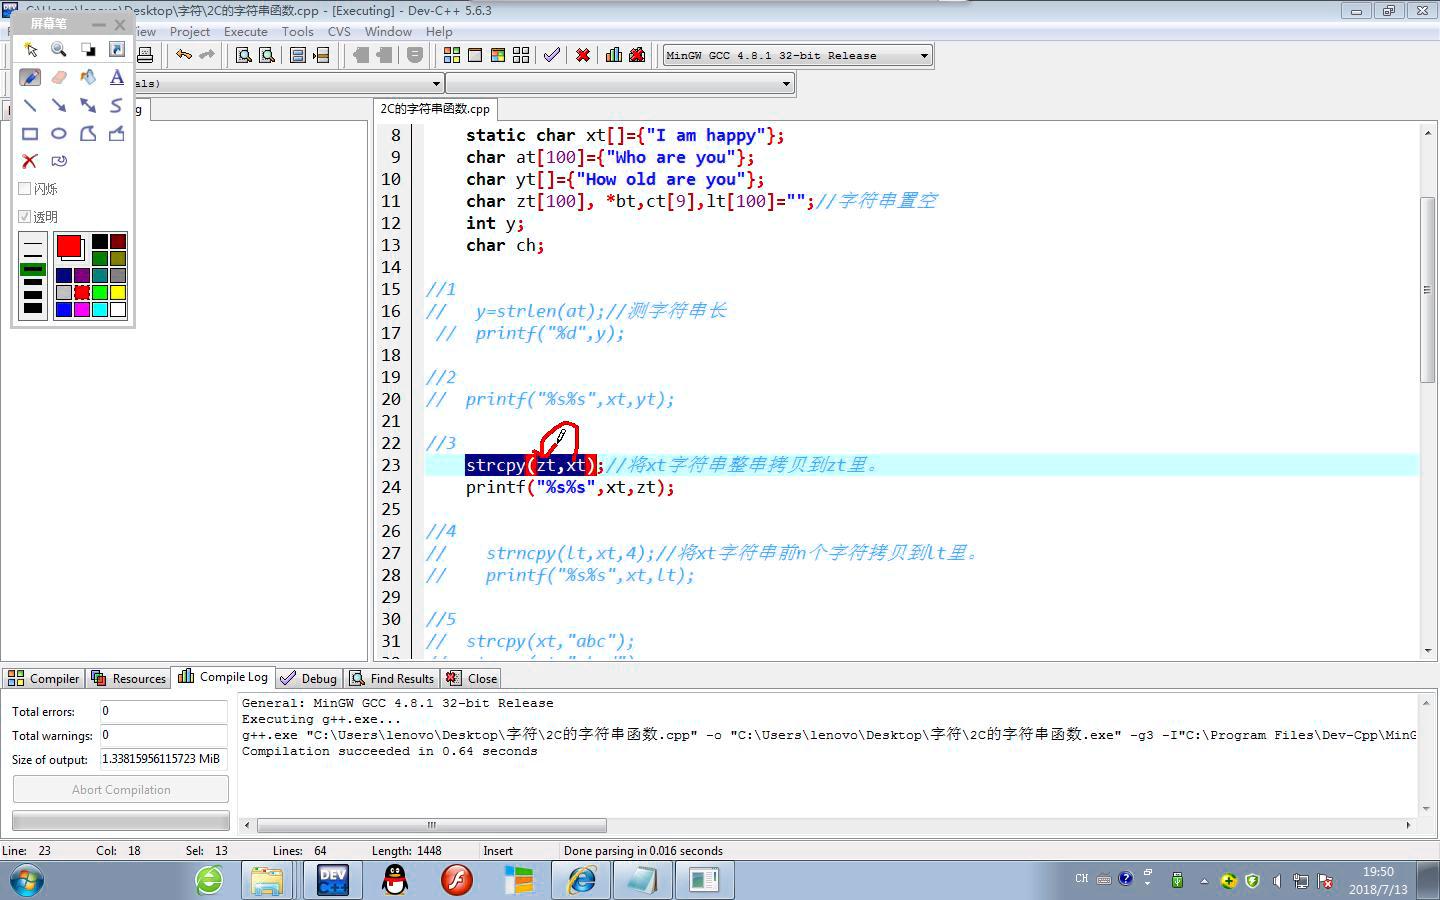 C:\Users\lenovo\Desktop\字符\2C的字符串函数.cpp - [Executing] - Dev-C++ 5.6.3
屏幕笔
View Project Execute Tools CVS Window Help
MinGW GCC 4.8.1 32-bit Release
als)
闪烁
透明
2C的字符串函数.cpp
8 static char xt[]={"I am happy"};
9 char at[100]={"Who are you"};
10 char yt[]={"How old are you"};
11 char zt[100], *bt,ct[9],lt[100]="";//字符串置空
12 int y;
13 char ch;
14
15 //1
16 // y=strlen(at);//测字符串长
17 // printf("%d",y);
18
19 //2
20 // printf("%s%s",xt,yt);
21
22 //3
23 strcpy(zt,xt);//将xt字符串整串拷贝到zt里。
24 printf("%s%s",xt,zt);
25
26 //4
27 // strncpy(lt,xt,4);//将xt字符串前n个字符拷贝到lt里。
28 // printf("%s%s",xt,lt);
29
30 //5
31 // strcpy(xt,"abc");
Compiler Resources Compile Log Debug Find Results Close
Total errors: 0
Total warnings: 0
Size of output: 1.33815956115723 MiB
Abort Compilation
General: MinGW GCC 4.8.1 32-bit Release
Executing g++.exe...
g++.exe "C:\Users\lenovo\Desktop\字符\2C的字符串函数.cpp" -o "C:\Users\lenovo\Desktop\字符\2C的字符串函数.exe" -g3 -I"C:\Program Files\Dev-Cpp\MinG
Compilation succeeded in 0.64 seconds
Line: 23 Col: 18 Sel: 13 Lines: 64 Length: 1448 Insert Done parsing in 0.016 seconds
DEV C++
CH
19:50
2018/7/13